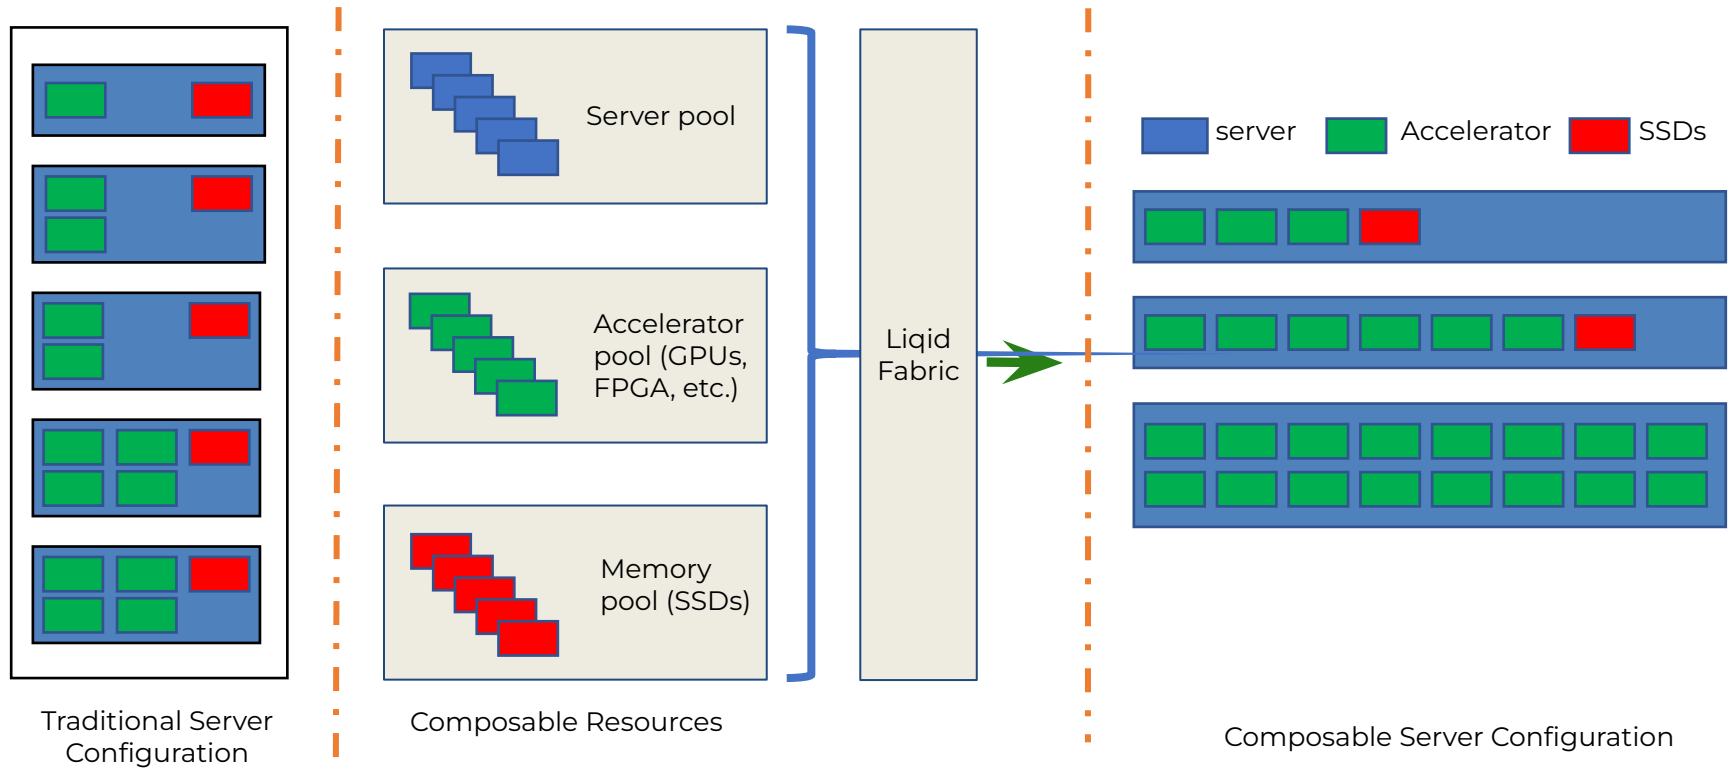 Traditional Server
Configuration
Server pool
Accelerator
pool (GPUs,
FPGA, etc.)
Memory
pool (SSDs)
Composable Resources
Liqid
Fabric
server
Accelerator
SSDs
Composable Server Configuration